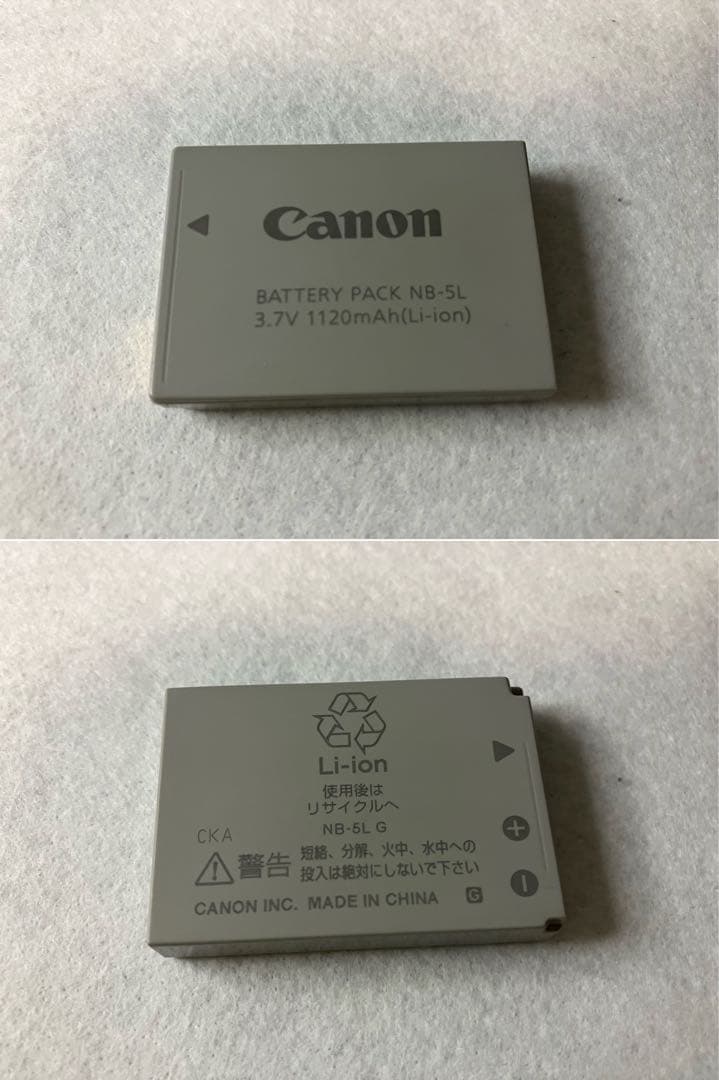 Canon
BATTERY PACK NB-5L
3.7V 1120mAh(Li-ion)
Li-ion
使用後は
リサイクルへ
NB-5L G
CKA
警告
短絡、分解、火中、水中への
投入は絶対にしないで下さい
CANON INC. MADE IN CHINA G